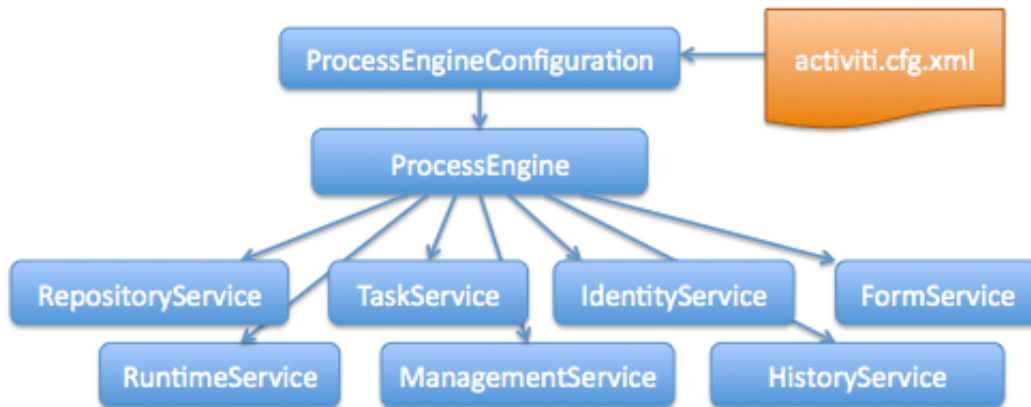 ProcessEngineConfiguration
activiti.cfg.xml
ProcessEngine
RepositoryService
TaskService
IdentityService
FormService
RuntimeService
ManagementService
HistoryService